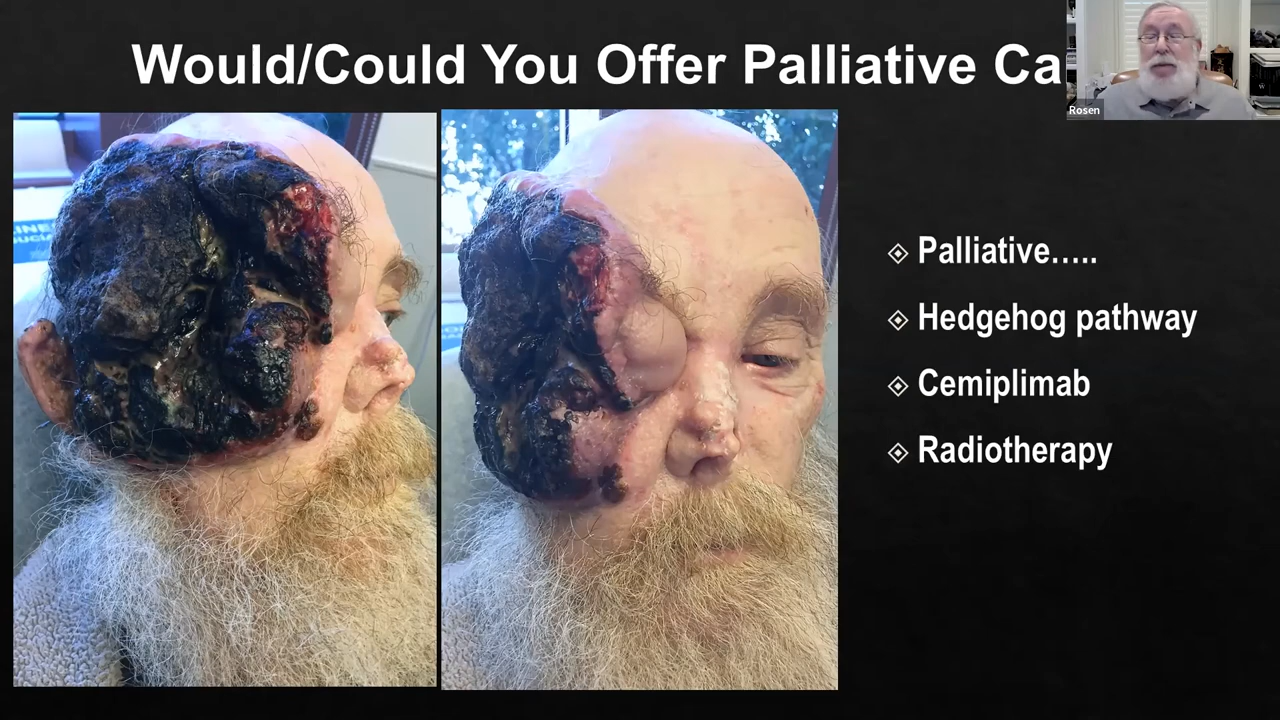 Would/Could You Offer Palliative Ca
Rosen
Palliative.....
Hedgehog pathway
Cemiplimab
Radiotherapy